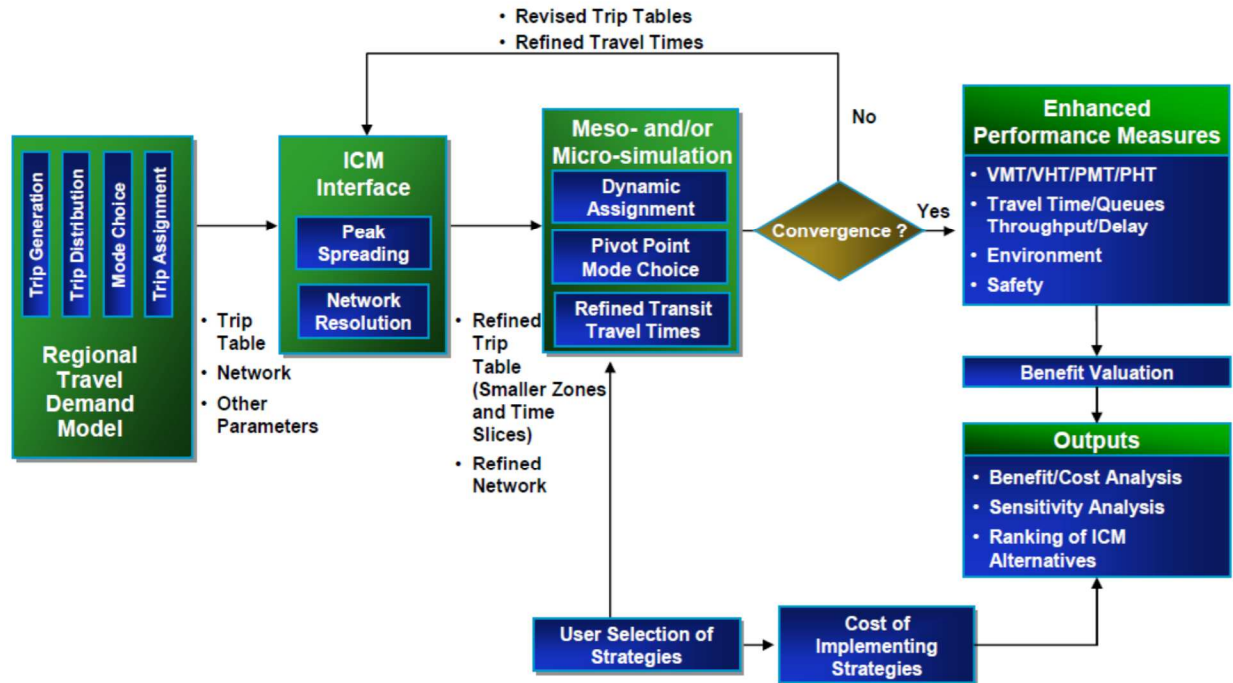 • Revised Trip Tables
• Refined Travel Times
No
Trip Generation
Trip Distribution
Mode Choice
Trip Assignment
Regional
Travel
Demand
Model
• Trip
Table
• Network
• Other
Parameters
ICM
Interface
Peak
Spreading
Network
Resolution
• Refined
Trip
Table
(Smaller Zones
and Time
Slices)
• Refined
Network
Meso- and/or
Micro-simulation
Dynamic
Assignment
Pivot Point
Mode Choice
Refined Transit
Travel Times
Convergence ?
Yes
Enhanced
Performance Measures
• VMT/VHT/PMT/PHT
• Travel Time/Queues
Throughput/Delay
• Environment
• Safety
Benefit Valuation
Outputs
• Benefit/Cost Analysis
• Sensitivity Analysis
• Ranking of ICM
Alternatives
User Selection of
Strategies
Cost of
Implementing
Strategies